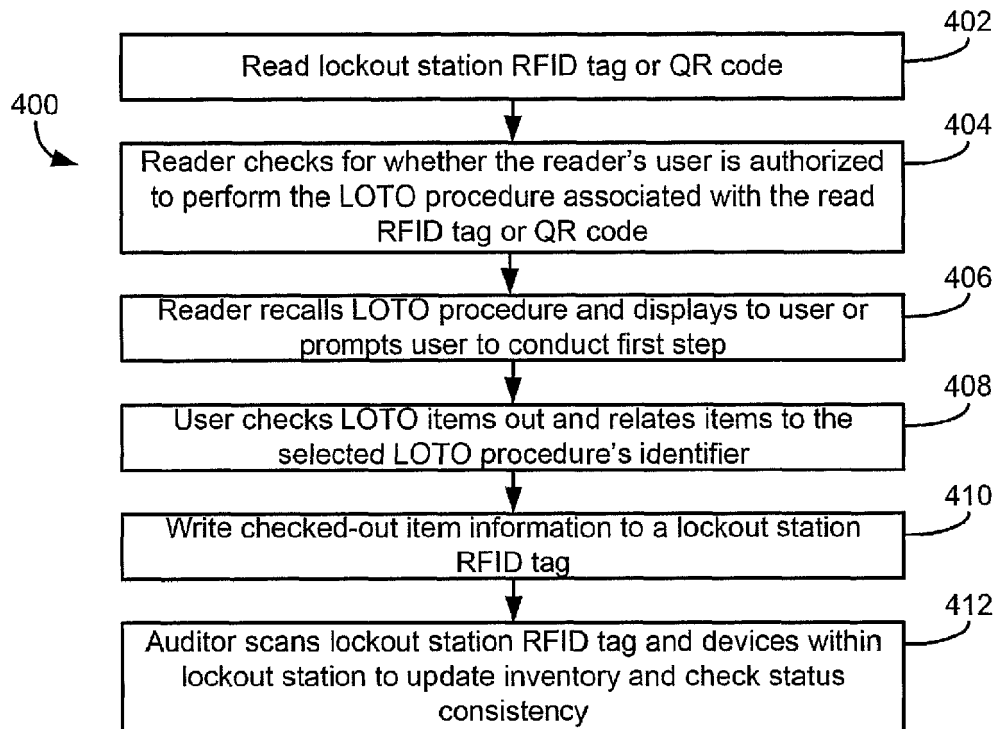 402
Read lockout station RFID tag or QR code
400
404
Reader checks for whether the reader's user is authorized
to perform the LOTO procedure associated with the read
RFID tag or QR code
406
Reader recalls LOTO procedure and displays to user or
prompts user to conduct first step
408
User checks LOTO items out and relates items to the
selected LOTO procedure's identifier
410
Write checked-out item information to a lockout station
RFID tag
412
Auditor scans lockout station RFID tag and devices within
lockout station to update inventory and check status
consistency